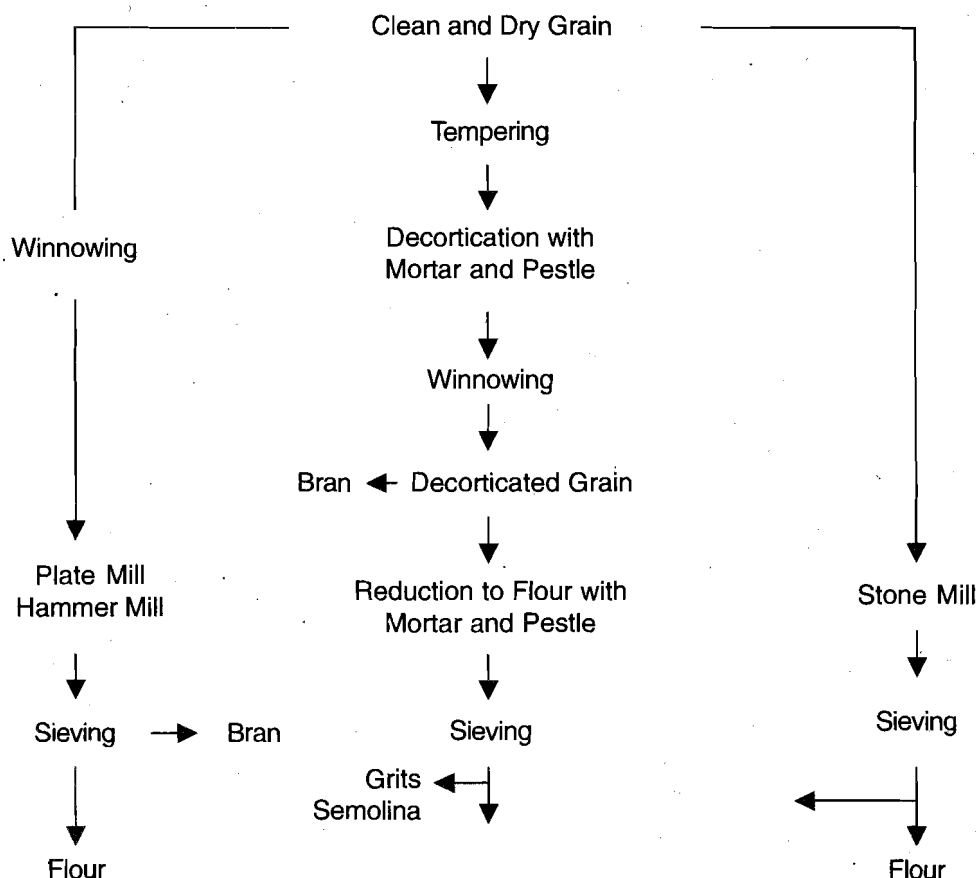 Clean and Dry Grain
Tempering
Winnowing
Decortication with
Mortar and Pestle
Winnowing
Bran
Decorticated Grain
Plate Mill
Hammer Mill
Reduction to Flour with
Mortar and Pestle
Stone Mill
Sieving
Bran
Sieving
Sieving
Grits
Semolina
Flour
Flour